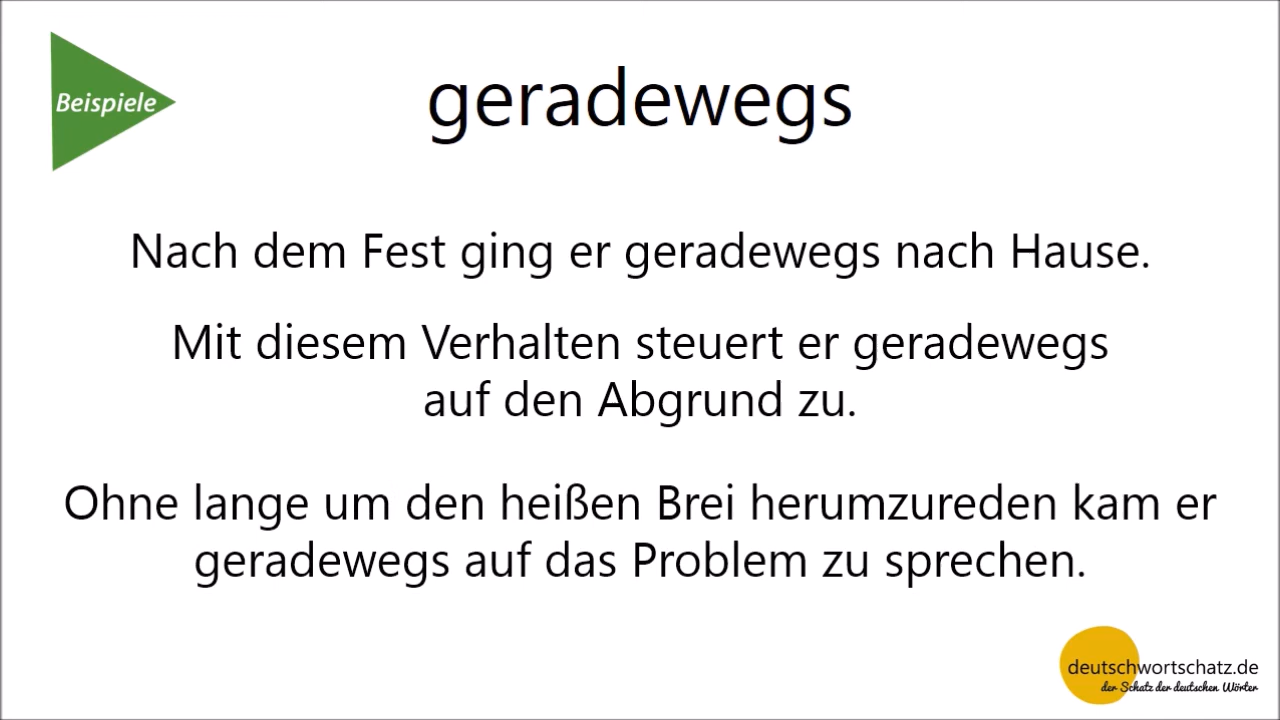 Beispiele
geradewegs
Nach dem Fest ging er geradewegs nach Hause.
Mit diesem Verhalten steuert er geradewegs
auf den Abgrund zu.
Ohne lange um den heißen Brei herumzureden kam er
geradewegs auf das Problem zu sprechen.
deutschwortschatz.de
der Schatz der deutschen Wörter